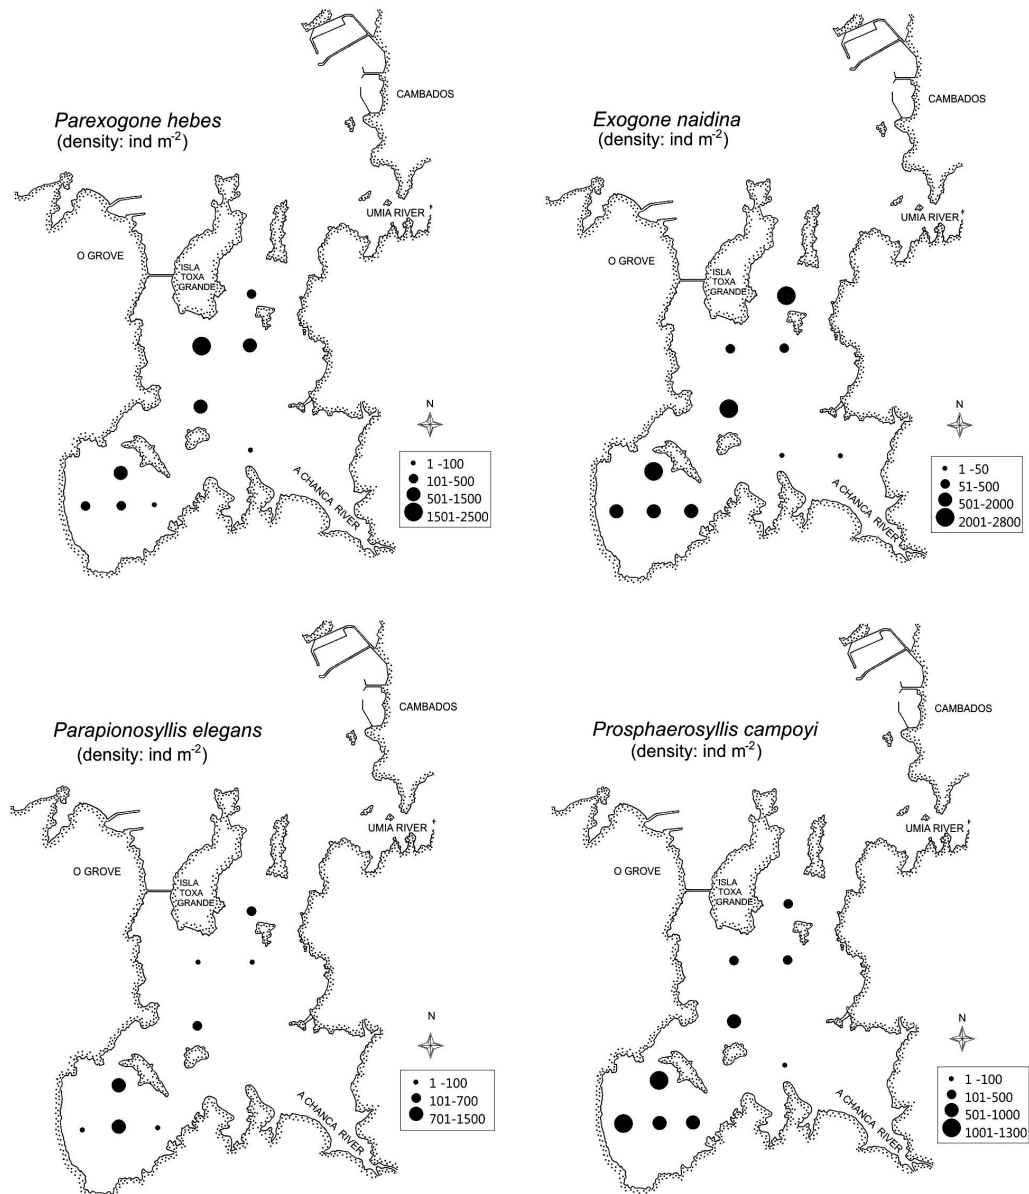 Parexogone hebes
(density: ind m-2)
CAMBADOS
UMIA RIVER
O GROVE
ISLA
TOXA
GRANDE
N
A CHANCA RIVER
1 -100
101-500
501-1500
1501-2500
Exogone naidina
(density: ind m-2)
CAMBADOS
UMIA RIVER
O GROVE
ISLA
TOXA
GRANDE
N
A CHANCA RIVER
1 -50
51-500
501-2000
2001-2800
Parapionosyllis elegans
(density: ind m-2)
CAMBADOS
UMIA RIVER
O GROVE
ISLA
TOXA
GRANDE
N
A CHANCA RIVER
1 -100
101-700
701-1500
Prosphaerosyllis campoyi
(density: ind m-2)
CAMBADOS
UMIA RIVER
O GROVE
ISLA
TOXA
GRANDE
N
A CHANCA RIVER
1 -100
101-500
501-1000
1001-1300